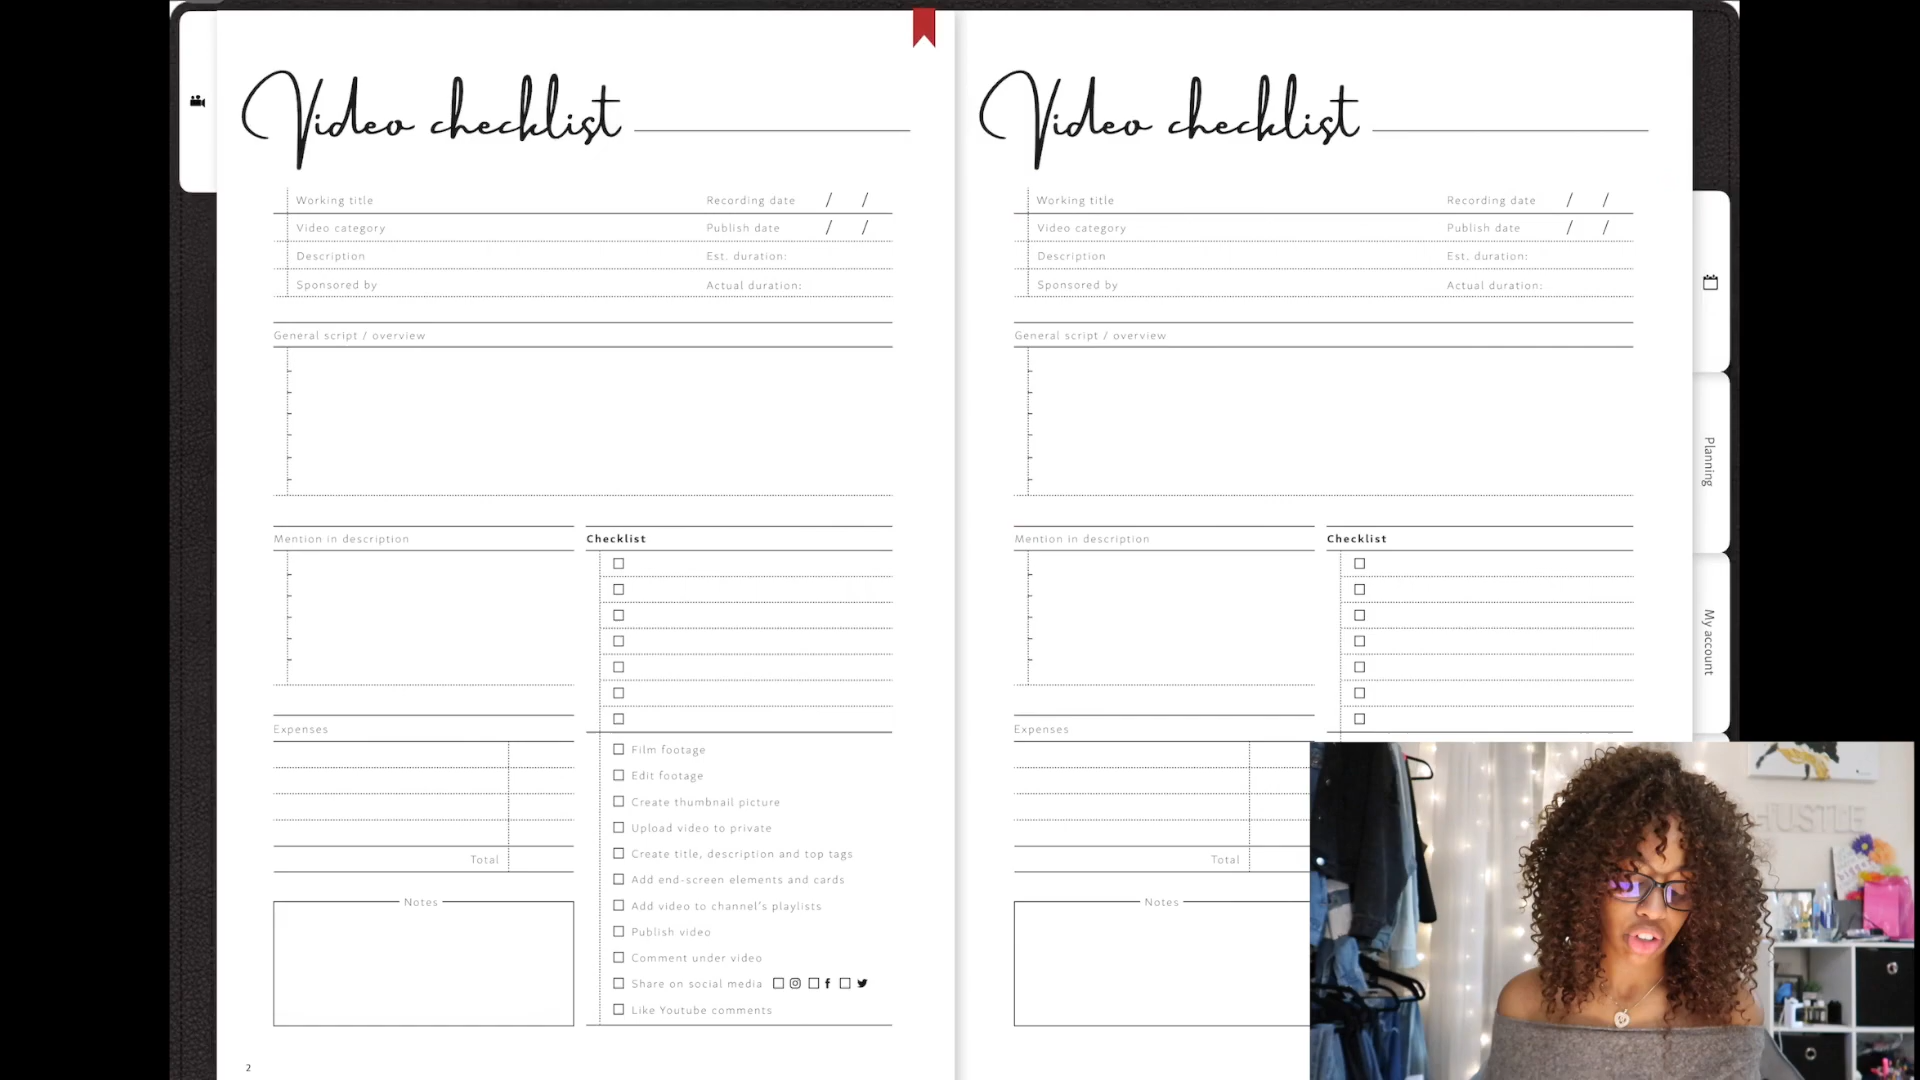 Video checklist
Working title Recording date / /
Video category Publish date / /
Description Est. duration:
Sponsored by Actual duration:
General script / overview
Mention in description
Checklist
Expenses
Total
Notes
Film footage
Edit footage
Create thumbnail picture
Upload video to private
Create title, description and top tags
Add end-screen elements and cards
Add video to channel's playlists
Publish video
Comment under video
Share on social media
Like Youtube comments
2
Video checklist
Working title Recording date / /
Video category Publish date / /
Description Est. duration:
Sponsored by Actual duration:
General script / overview
Mention in description
Checklist
Expenses
Total
Notes
Planning
My account
HUSTLE